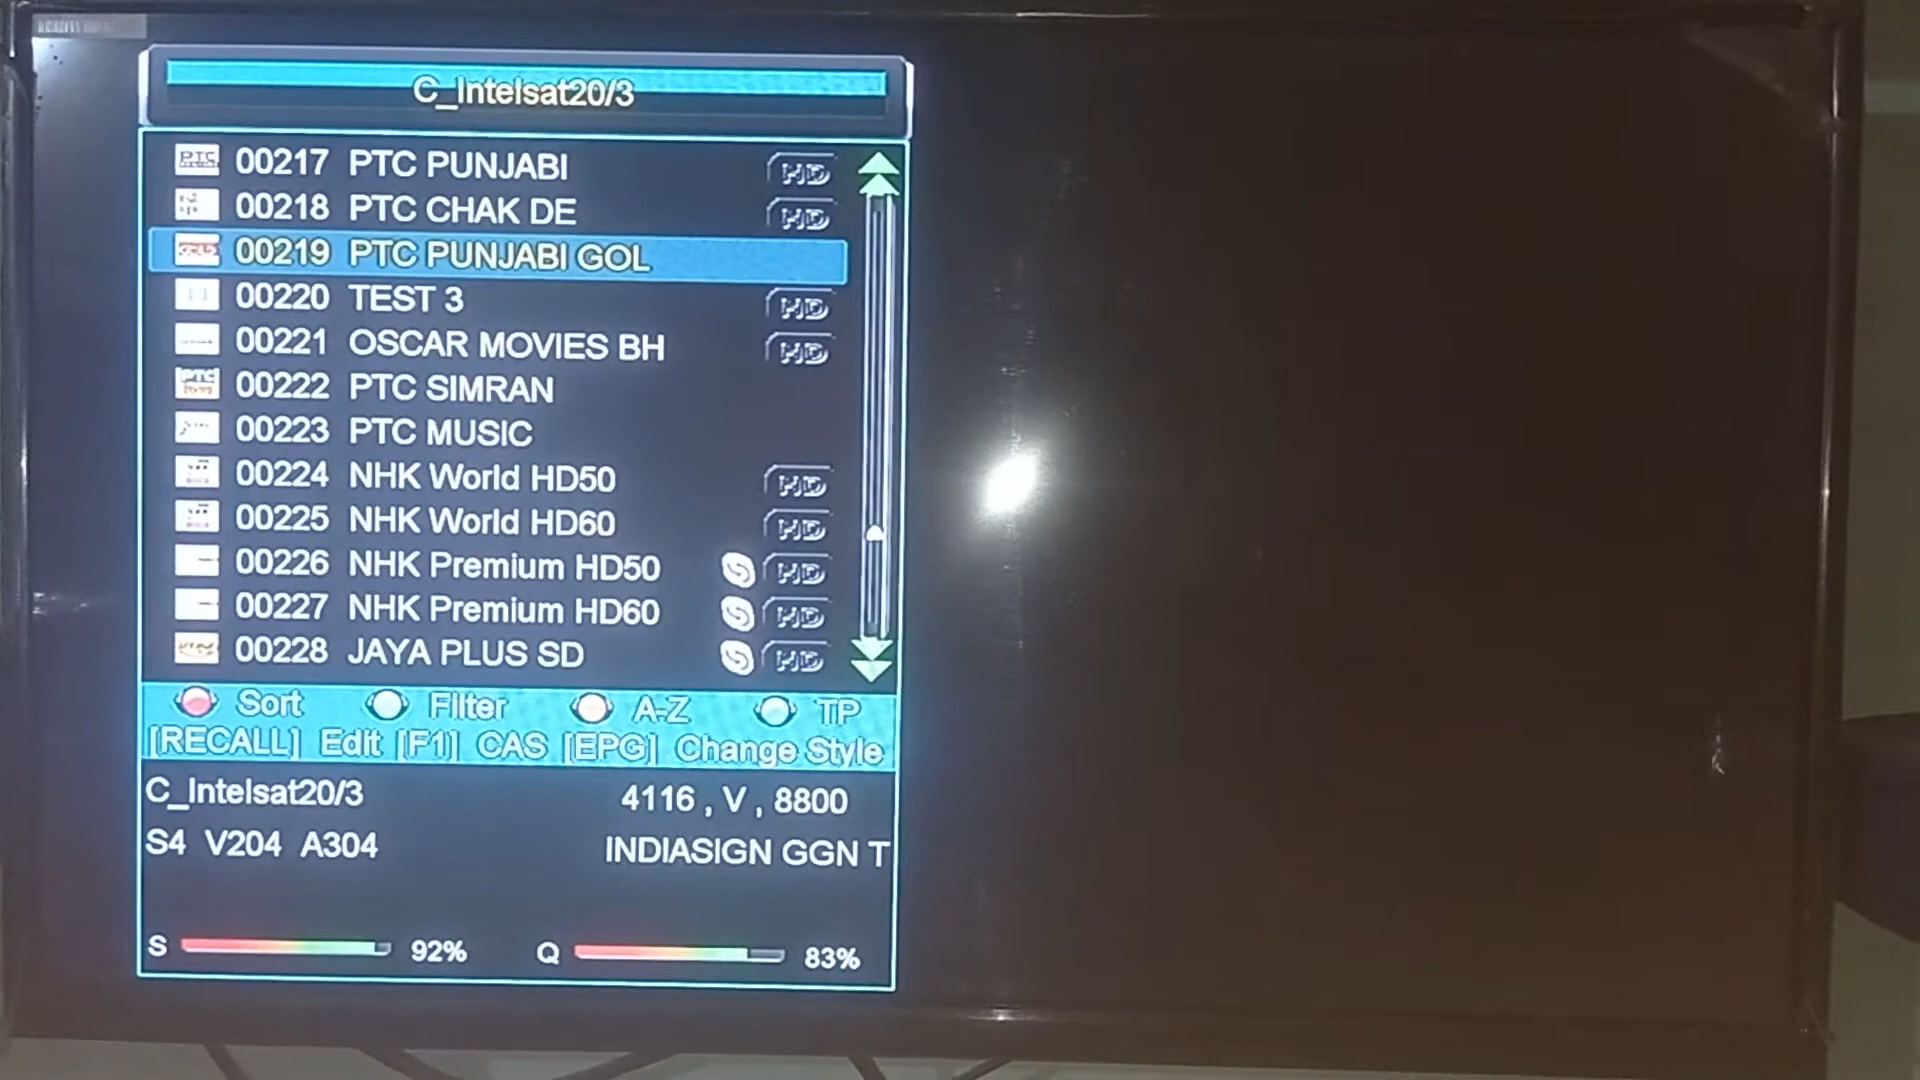 C_Intelsat20/3
00217 PTC PUNJABI HD
00218 PTC CHAK DE HD
00219 PTC PUNJABI GOL
00220 TEST 3 HD
00221 OSCAR MOVIES BH HD
00222 PTC SIMRAN
00223 PTC MUSIC
00224 NHK World HD50 HD
00225 NHK World HD60 HD
00226 NHK Premium HD50 HD
00227 NHK Premium HD60 HD
00228 JAYA PLUS SD HD
Sort Filter A-Z TP
[RECALL] Edit [F1] CAS [EPG] Change Style
C_Intelsat20/3 4116 , V , 8800
S4 V204 A304 INDIASIGN GGN T
S 92% Q 83%